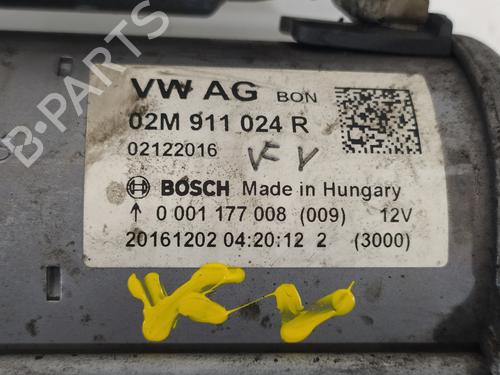 VW AG BON
02M 911 024 R
02122016
BOSCH Made in Hungary
↑ 0 001 177 008 (009) 12V
20161202 04:20:12 2 (3000)